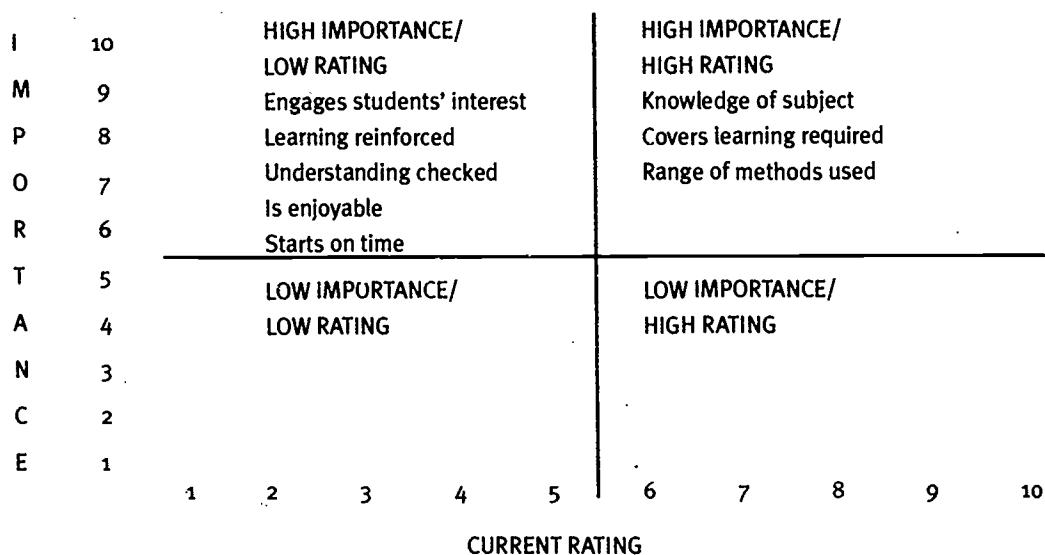 I 10 HIGH IMPORTANCE/ HIGH IMPORTANCE/
LOW RATING HIGH RATING
M 9 Engages students' interest Knowledge of subject
P 8 Learning reinforced Covers learning required
O 7 Understanding checked Range of methods used
Is enjoyable
R 6 Starts on time
T 5 LOW IMPORTANCE/ LOW IMPORTANCE/
A 4 LOW RATING HIGH RATING
N 3
C 2
E 1
1 2 3 4 5 6 7 8 9 10
CURRENT RATING